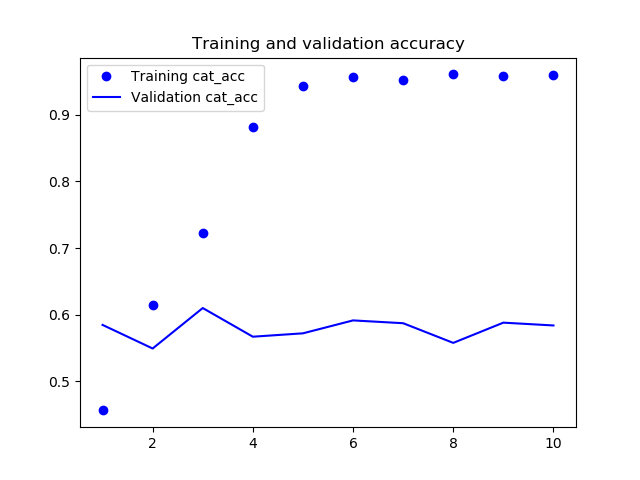 Training and validation accuracy
Training cat_acc
Validation cat_acc
0.9
0.8
0.7
0.6
0.5
2 4 6 8 10